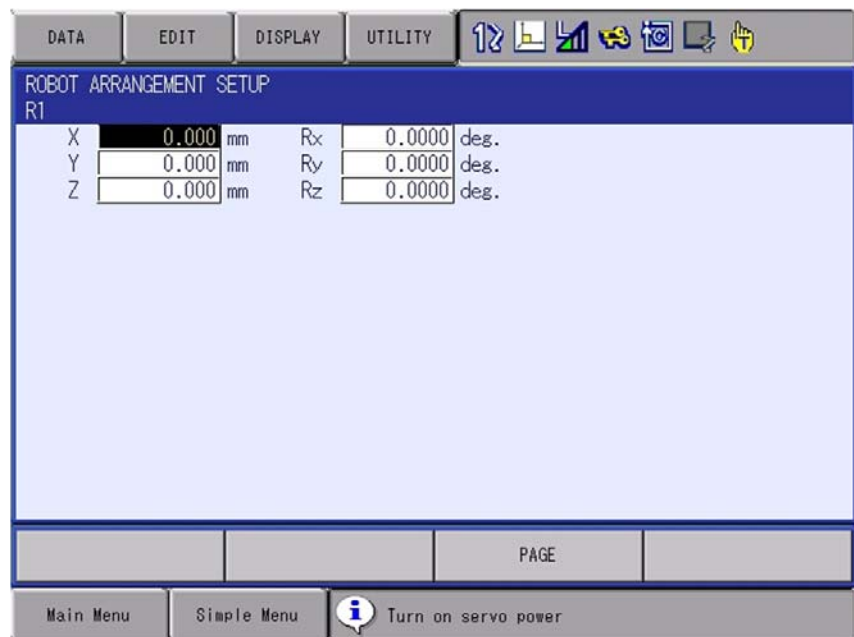 DATA EDIT DISPLAY UTILITY
ROBOT ARRANGEMENT SETUP
R1
X 0.000 mm Rx 0.0000 deg.
Y 0.000 mm Ry 0.0000 deg.
Z 0.000 mm Rz 0.0000 deg.
PAGE
Main Menu Simple Menu Turn on servo power